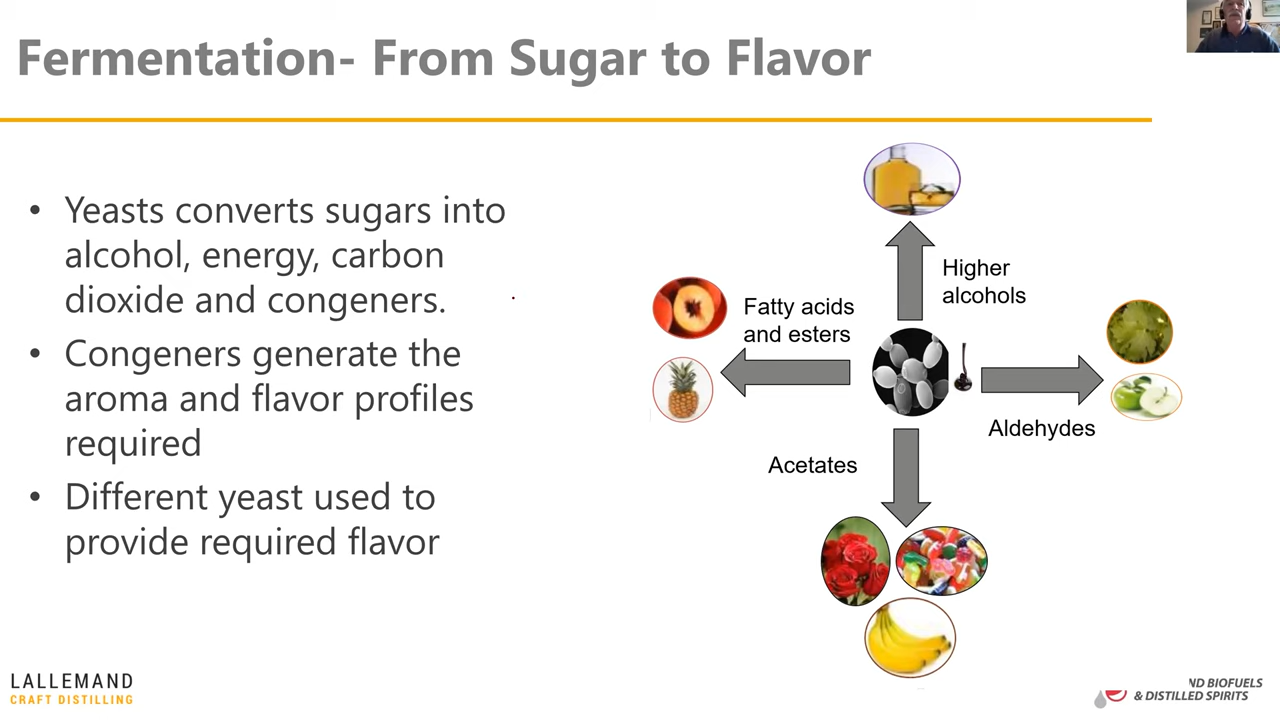 Fermentation- From Sugar to Flavor
• Yeasts converts sugars into
alcohol, energy, carbon
dioxide and congeners.
• Congeners generate the
aroma and flavor profiles
required
• Different yeast used to
provide required flavor
Higher
alcohols
Fatty acids
and esters
Aldehydes
Acetates
LALLEMAND
CRAFT DISTILLING
ND BIOFUELS
& DISTILLED SPIRITS